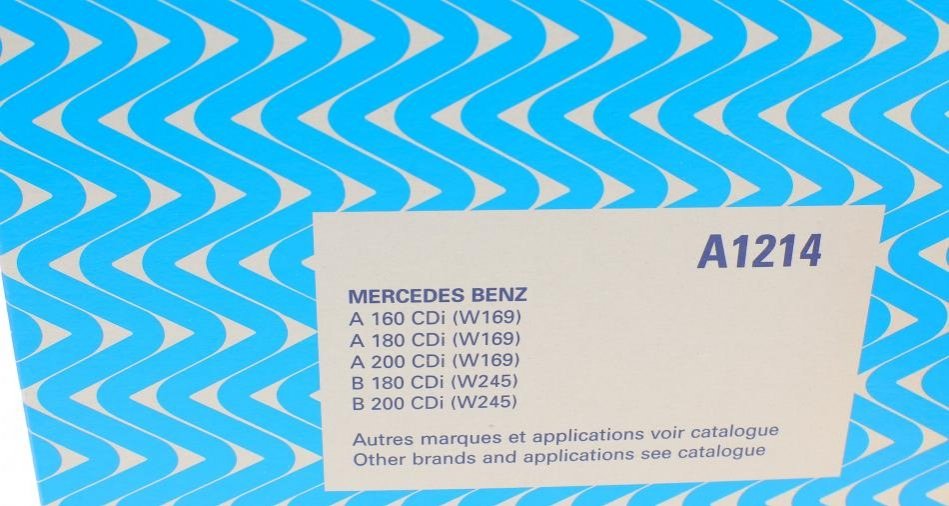 A1214
MERCEDES BENZ
A 160 CDi (W169)
A 180 CDi (W169)
A 200 CDi (W169)
B 180 CDi (W245)
B 200 CDi (W245)
Autres marques et applications voir catalogue
Other brands and applications see catalogue